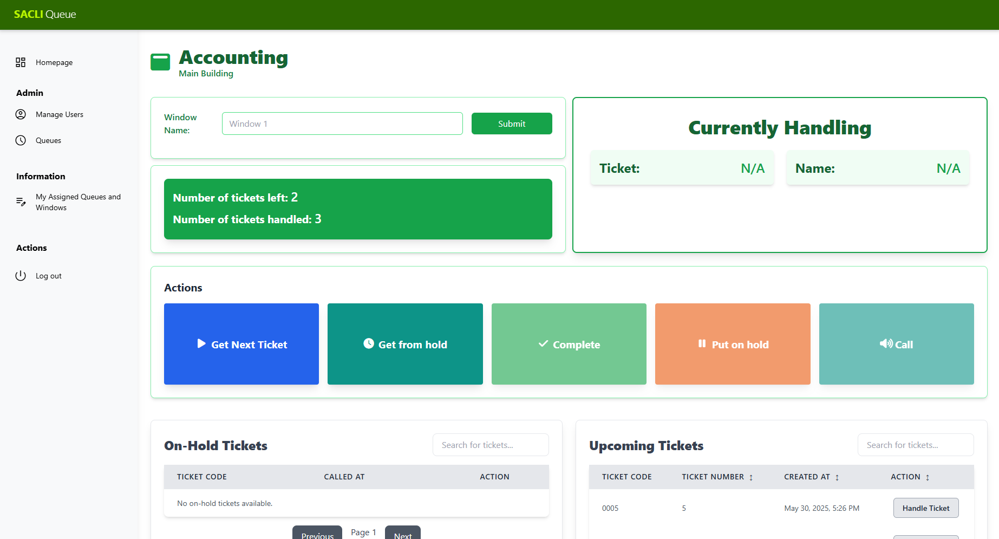 SACLI Queue
Homepage
Admin
Manage Users
Queues
Information
My Assigned Queues and
Windows
Actions
Log out
Accounting
Main Building
Window
Name:
Window 1
Submit
Number of tickets left: 2
Number of tickets handled: 3
Currently Handling
Ticket: N/A
Name: N/A
Actions
Get Next Ticket
Get from hold
Complete
Put on hold
Call
On-Hold Tickets
Search for tickets...
TICKET CODE CALLED AT ACTION
No on-hold tickets available.
Previous Page 1 Next
Upcoming Tickets
Search for tickets...
TICKET CODE TICKET NUMBER CREATED AT ACTION
0005 5 May 30, 2025, 5:26 PM Handle Ticket